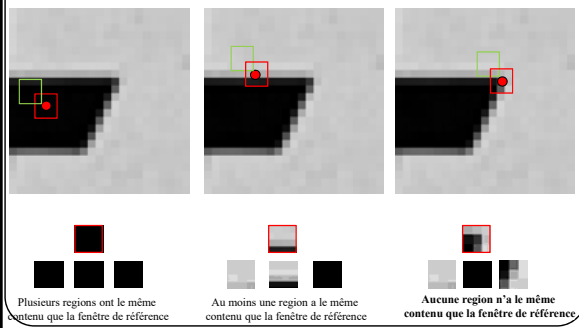 Plusieurs regions ont le même
contenu que la fenêtre de référence
Au moins une region a le même
contenu que la fenêtre de référence
Aucune region n'a le même
contenu que la fenêtre de référence